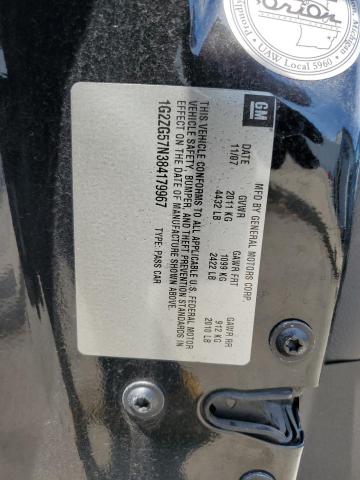 GM
MFD BY GENERAL MOTORS CORP.
DATE GVWR GAWR FRT GAWR RR
11/07 2011 KG 1099 KG 912 KG
4432 LB 2422 LB 2010 LB
THIS VEHICLE CONFORMS TO ALL APPLICABLE U.S. FEDERAL MOTOR
VEHICLE SAFETY, BUMPER, AND THEFT PREVENTION STANDARDS IN
EFFECT ON THE DATE OF MANUFACTURE SHOWN ABOVE.
1G2ZG57N384179967 TYPE: PASS CAR
Orion
Michigan
UAW Local 5960